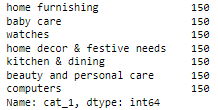 home furnishing 150
baby care 150
watches 150
home decor & festive needs 150
kitchen & dining 150
beauty and personal care 150
computers 150
Name: cat_1, dtype: int64